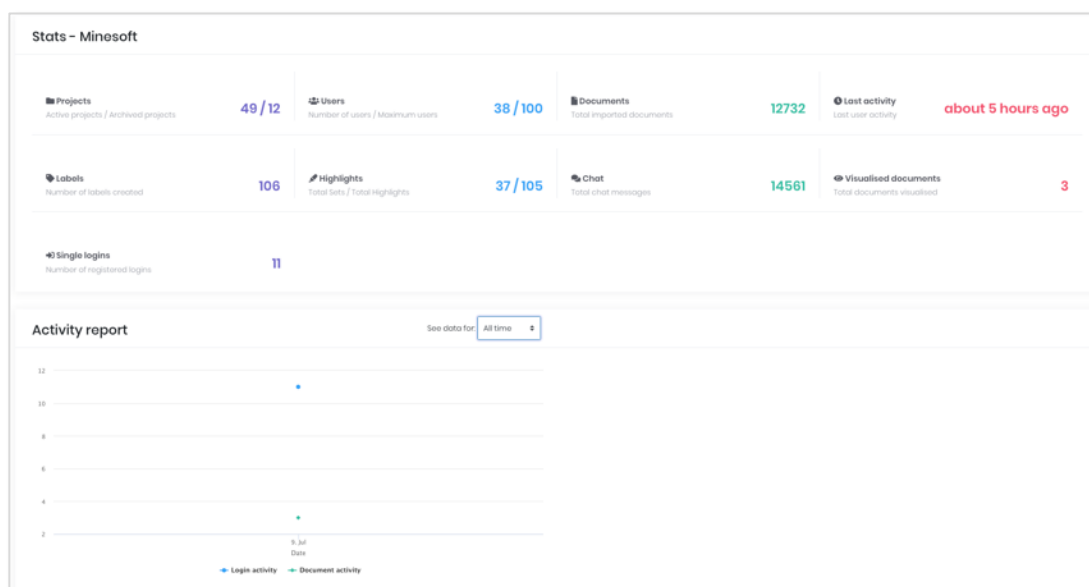 Stats - Minesoft
Projects
Active projects / Archived projects
49 / 12
Users
Number of users / Maximum users
38 / 100
Documents
Total imported documents
12732
Last activity
Last user activity
about 5 hours ago
Labels
Number of labels created
106
Highlights
Total Sets / Total Highlights
37 / 105
Chat
Total chat messages
14561
Visualised documents
Total documents visualised
3
Single logins
Number of registered logins
11
Activity report
See data for: All time
12
10
8
6
4
2
9. Jul
Date
Login activity Document activity